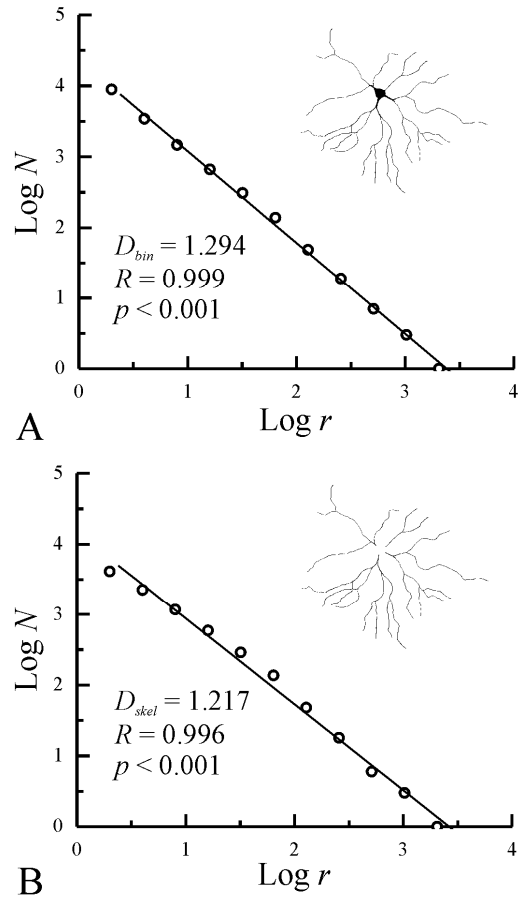 5
4
3
2
1
0
Log N
D_bin = 1.294
R = 0.999
p < 0.001
0 1 2 3 4
Log r
A
5
4
3
2
1
0
Log N
D_skel = 1.217
R = 0.996
p < 0.001
0 1 2 3 4
Log r
B